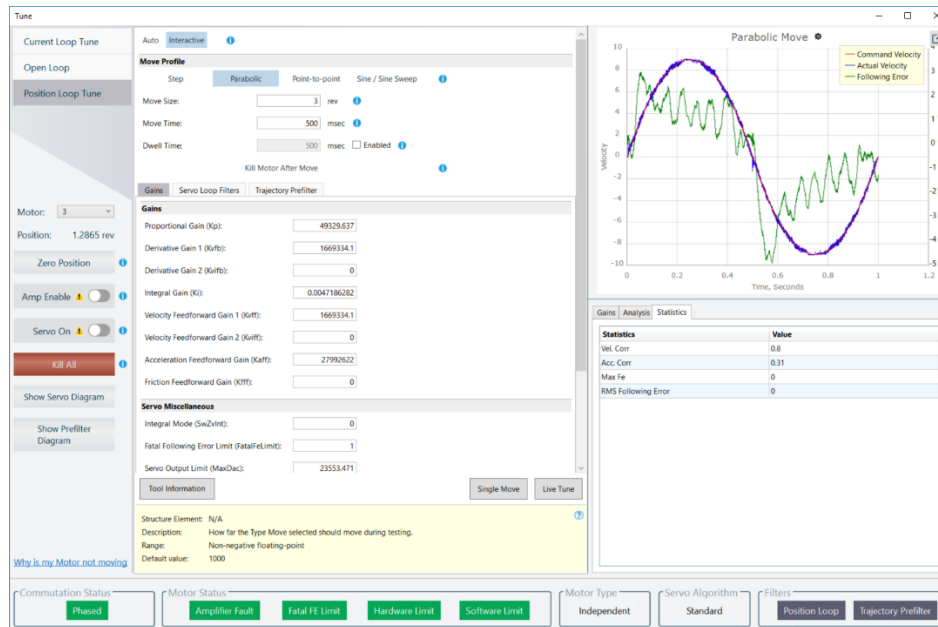 Tune
Current Loop Tune
Open Loop
Position Loop Tune
Motor: 3
Position: 1.2865 rev
Zero Position
Amp Enable
Servo On
Kill All
Show Servo Diagram
Show Prefilter
Diagram
Why is my Motor not moving
Auto Interactive
Move Profile
Step Parabolic Point-to-point Sine / Sine Sweep
Move Size: 3 rev
Move Time: 500 msec
Dwell Time: 500 msec Enabled
Kill Motor After Move
Gains Servo Loop Filters Trajectory Prefilter
Gains
Proportional Gain (Kp): 49329.637
Derivative Gain 1 (Kvfb): 1669334.1
Derivative Gain 2 (Kvifb): 0
Integral Gain (Ki): 0.0047186282
Velocity Feedforward Gain 1 (Kvff): 1669334.1
Velocity Feedforward Gain 2 (Kviff): 0
Acceleration Feedforward Gain (Kaff): 27992622
Friction Feedforward Gain (Kfff): 0
Servo Miscellaneous
Integral Mode (SwZvInt): 0
Fatal Following Error Limit (FatalFeLimit): 1
Servo Output Limit (MaxDac): 23553.471
Tool Information Single Move Live Tune
Structure Element: N/A
Description: How far the Type Move selected should move during testing.
Range: Non-negative floating-point
Default value: 1000
Parabolic Move
Command Velocity
Actual Velocity
Following Error
Velocity
10
8
6
4
2
0
-2
-4
-6
-8
-10
4
3
2
1
0
-1
-2
-3
-4
-5
0 0.2 0.4 0.6 0.8 1 1.2
Time, Seconds
Gains Analysis Statistics
Statistics Value
Vel. Corr 0.8
Acc. Corr 0.31
Max Fe 0
RMS Following Error 0
Commutation Status
Phased
Motor Status
Amplifier Fault Fatal FE Limit Hardware Limit Software Limit
Motor Type
Independent
Servo Algorithm
Standard
Filters
Position Loop Trajectory Prefilter